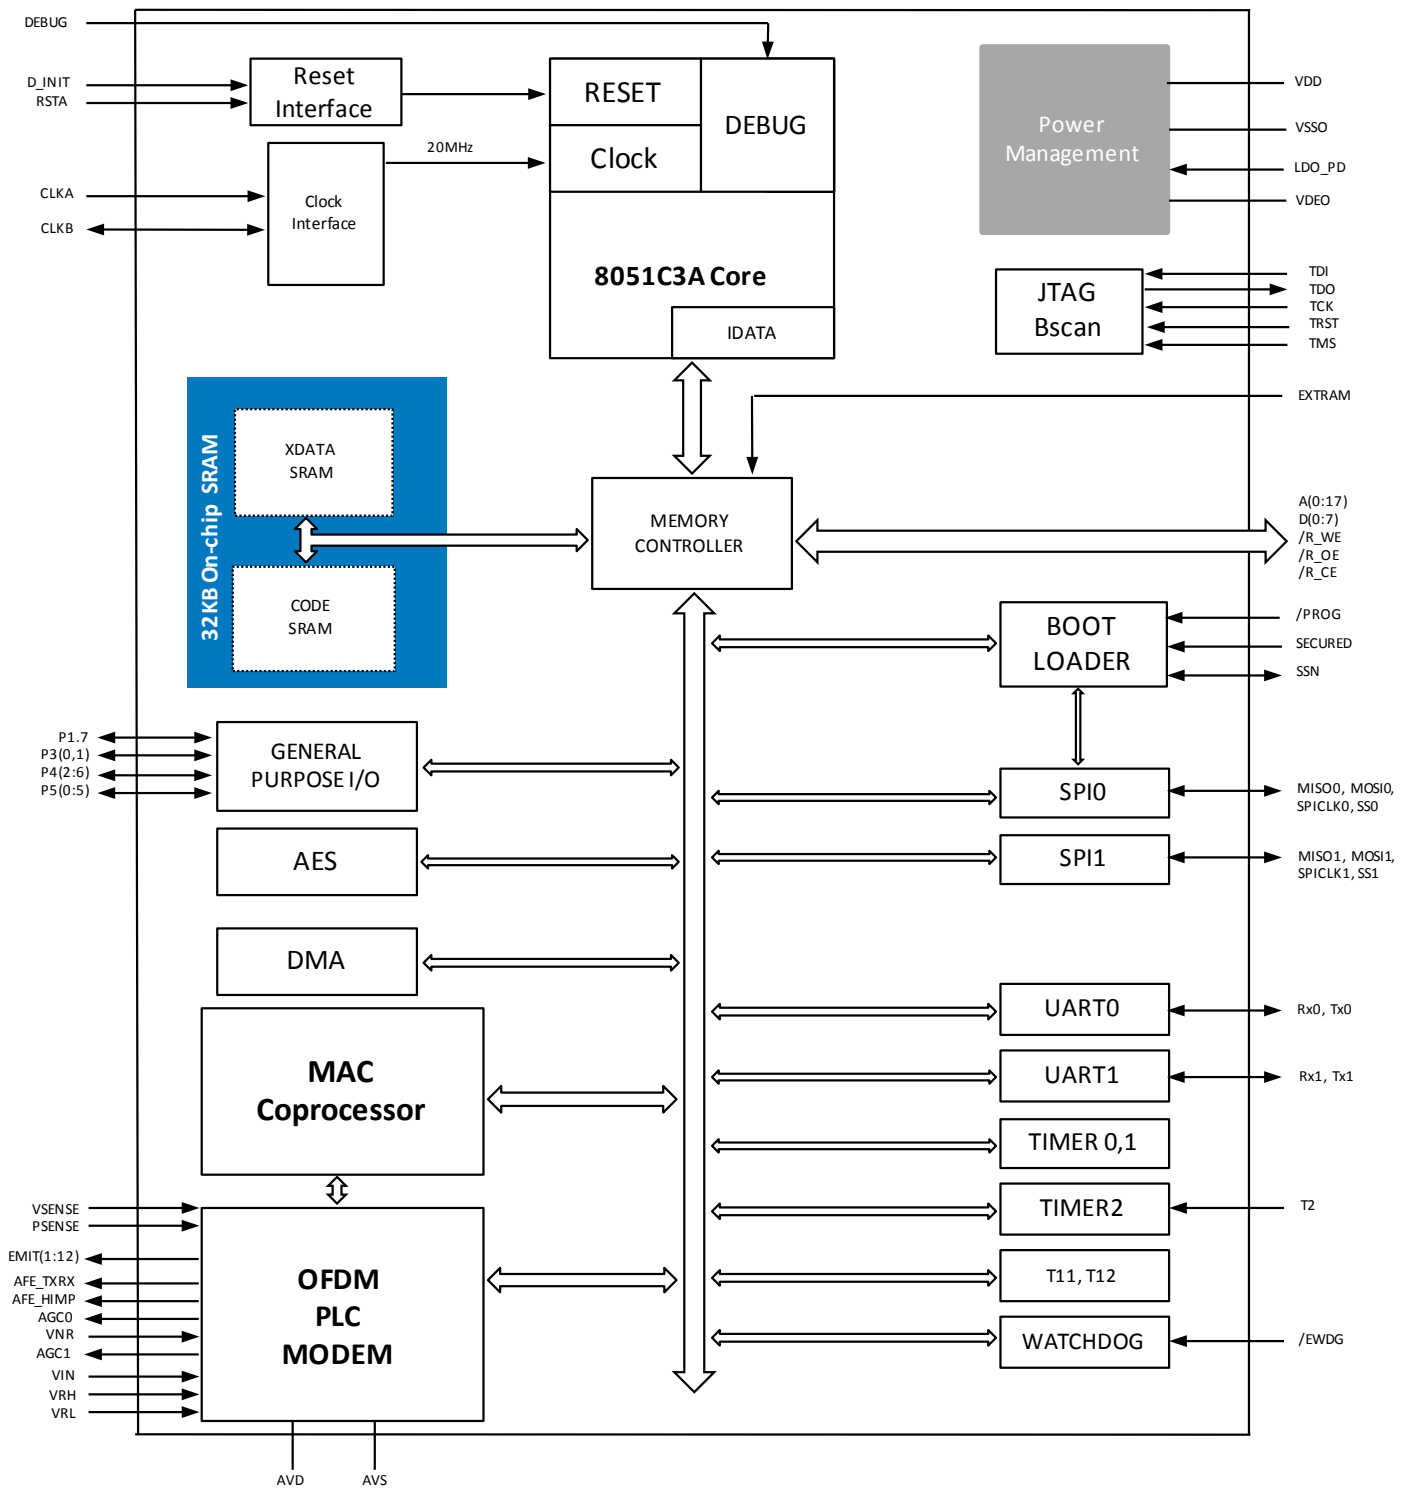 DEBUG
D_INIT
RSTA
Reset
Interface
RESET
DEBUG
Clock
20MHz
CLKA
CLKB
Clock
Interface
8051C3A Core
IDATA
Power
Management
VDD
VSSO
LDO_PD
VDEO
JTAG
Bscan
TDI
TDO
TCK
TRST
TMS
EXTRAM
32KB On-chip SRAM
XDATA
SRAM
CODE
SRAM
MEMORY
CONTROLLER
A(0:17)
D(0:7)
/R_WE
/R_OE
/R_CE
BOOT
LOADER
/PROG
SECURED
SSN
P1.7
P3(0,1)
P4(2:6)
P5(0:5)
GENERAL
PURPOSE I/O
SPI0
MISO0, MOSI0,
SPICLK0, SS0
AES
SPI1
MISO1, MOSI1,
SPICLK1, SS1
DMA
UART0
Rx0, Tx0
MAC
Coprocessor
UART1
Rx1, Tx1
TIMER 0,1
TIMER2
T2
T11, T12
WATCHDOG
/EWDG
VSENSE
PSENSE
EMIT(1:12)
AFE_TXRX
AFE_HIMP
AGC0
VNR
AGC1
VIN
VRH
VRL
OFDM
PLC
MODEM
AVD
AVS